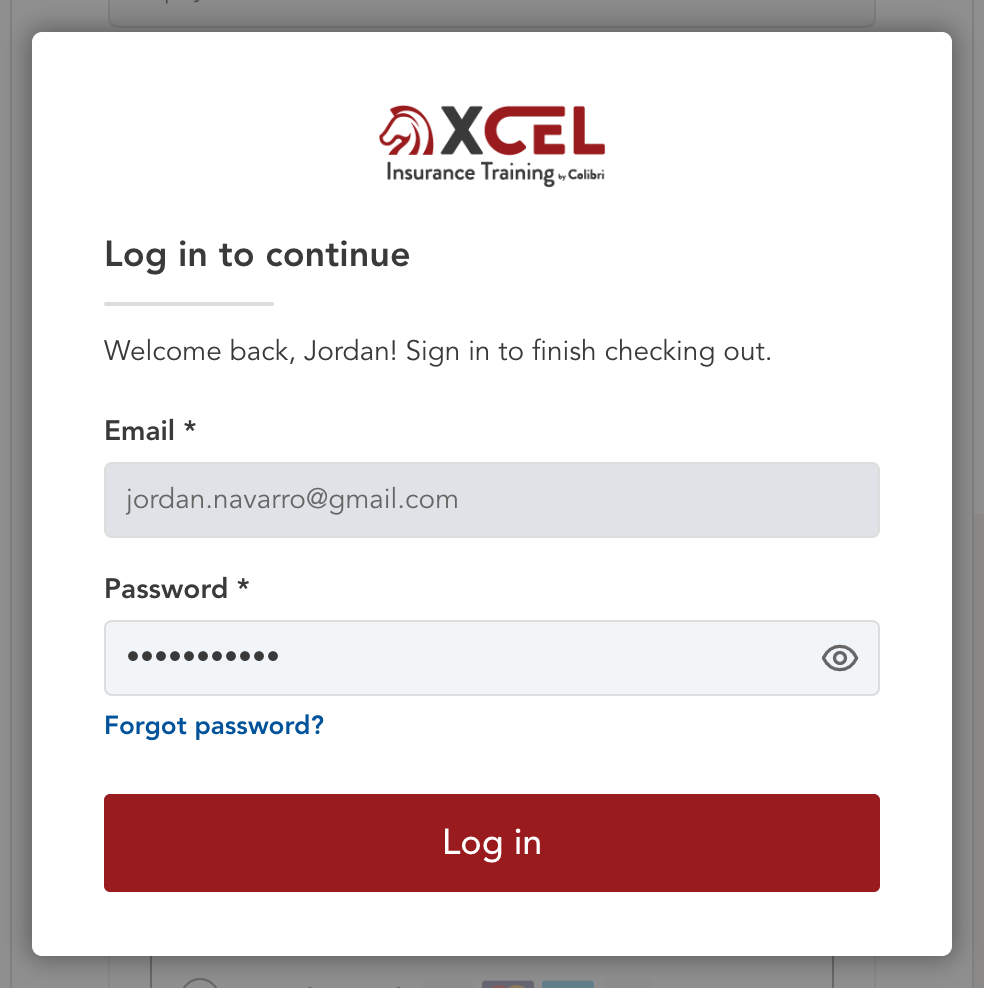 XCEL
Insurance Training by Colibri
Log in to continue
Welcome back, Jordan! Sign in to finish checking out.
Email *
jordan.navarro@gmail.com
Password *
•••••••••••
Forgot password?
Log in